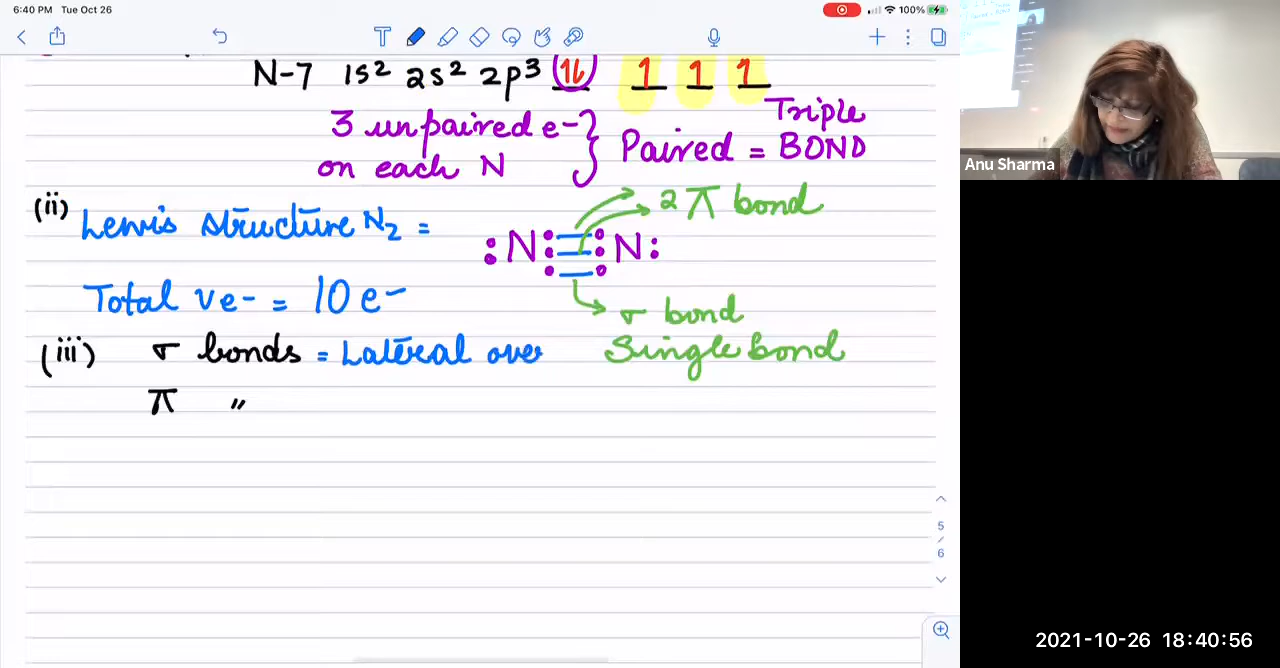 6:40 PM Tue Oct 26
100%
N-7 1s² 2s² 2p³ 1l 1 1 1
3 unpaired e-
on each N
Paired = Triple BOND
(ii) Lewis structure N₂ =
:N≡N:
2 π bond
Total ve- = 10 e-
σ bond
Single bond
(iii) σ bonds = Lateral over
π "
5
/
6
Anu Sharma
2021-10-26 18:40:56